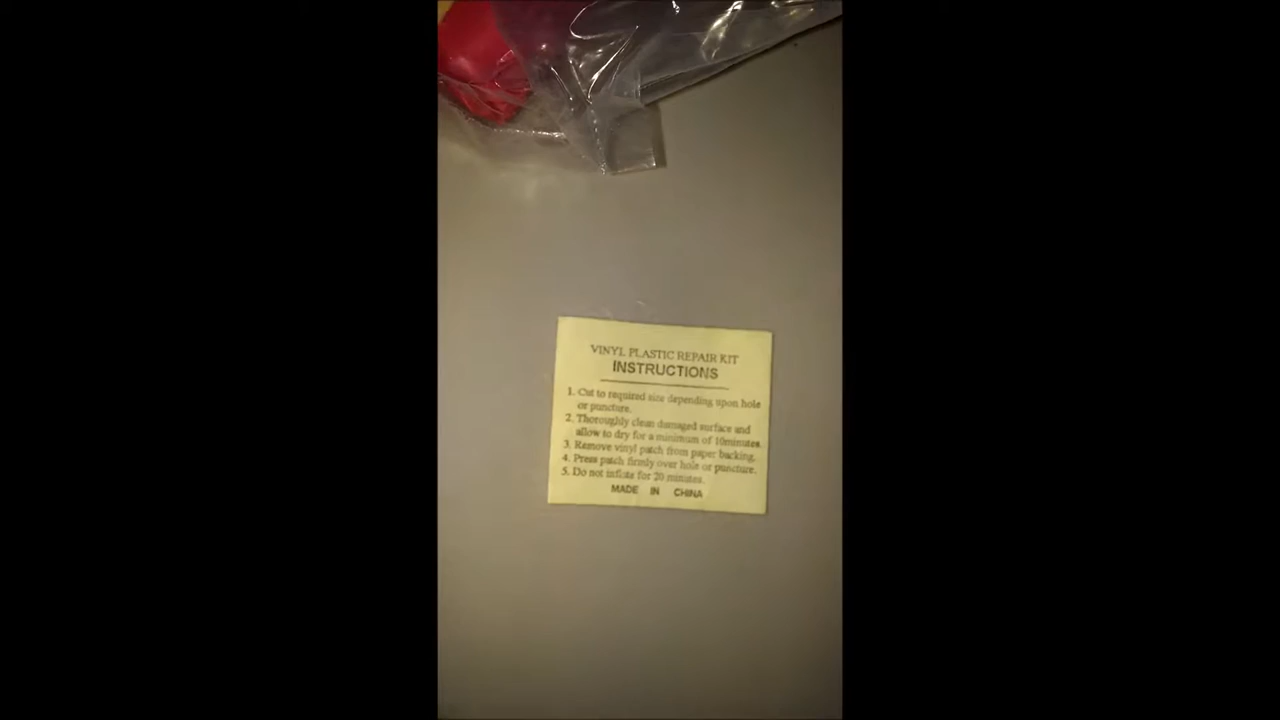 VINYL PLASTIC REPAIR KIT
INSTRUCTIONS
1. Cut to required size depending upon hole
or puncture.
2. Thoroughly clean damaged surface and
allow to dry for a minimum of 10minutes.
3. Remove vinyl patch from paper backing.
4. Press patch firmly over hole or puncture.
5. Do not inflate for 20 minutes.
MADE IN CHINA